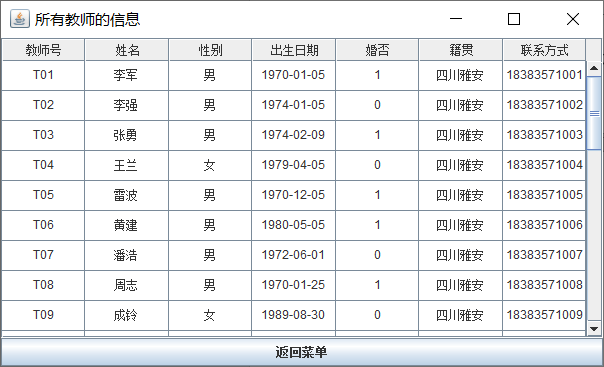 所有教师的信息
教师号 姓名 性别 出生日期 婚否 籍贯 联系方式
T01 李军 男 1970-01-05 1 四川雅安 18383571001
T02 李强 男 1974-01-05 0 四川雅安 18383571002
T03 张勇 男 1974-02-09 1 四川雅安 18383571003
T04 王兰 女 1979-04-05 0 四川雅安 18383571004
T05 雷波 男 1970-12-05 1 四川雅安 18383571005
T06 黄建 男 1980-05-05 1 四川雅安 18383571006
T07 潘浩 男 1972-06-01 0 四川雅安 18383571007
T08 周志 男 1970-01-25 1 四川雅安 18383571008
T09 成铃 女 1989-08-30 0 四川雅安 18383571009
返回菜单